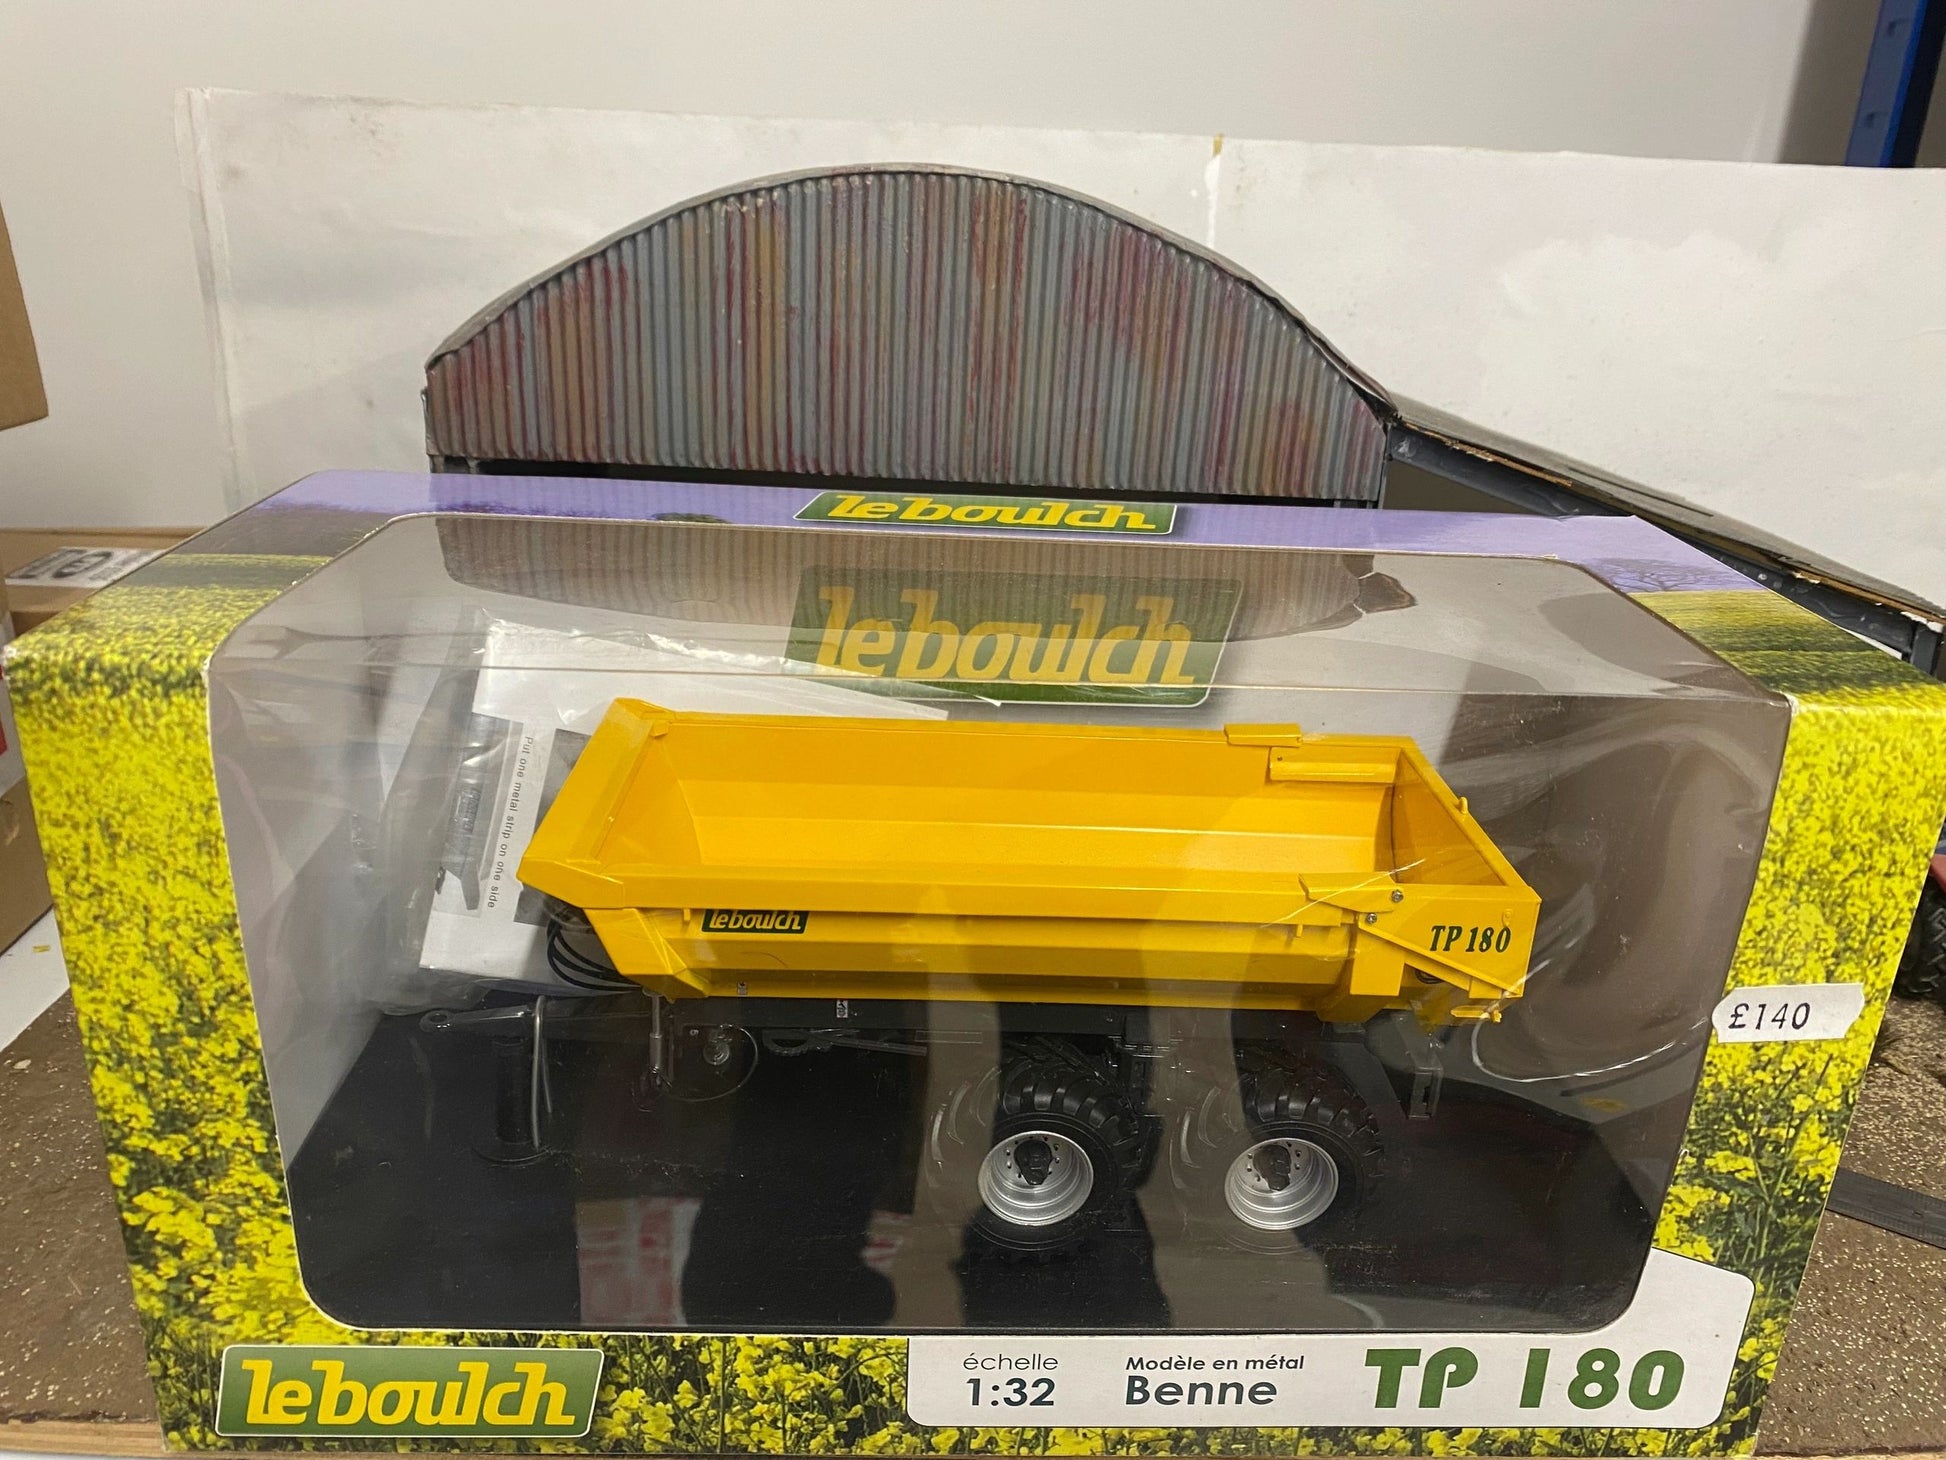 leboulch
leboulch
Put one metal strip on one side
leboulch
TP 180
£140
leboulch
échelle
1:32
Modèle en métal
Benne
TP 180